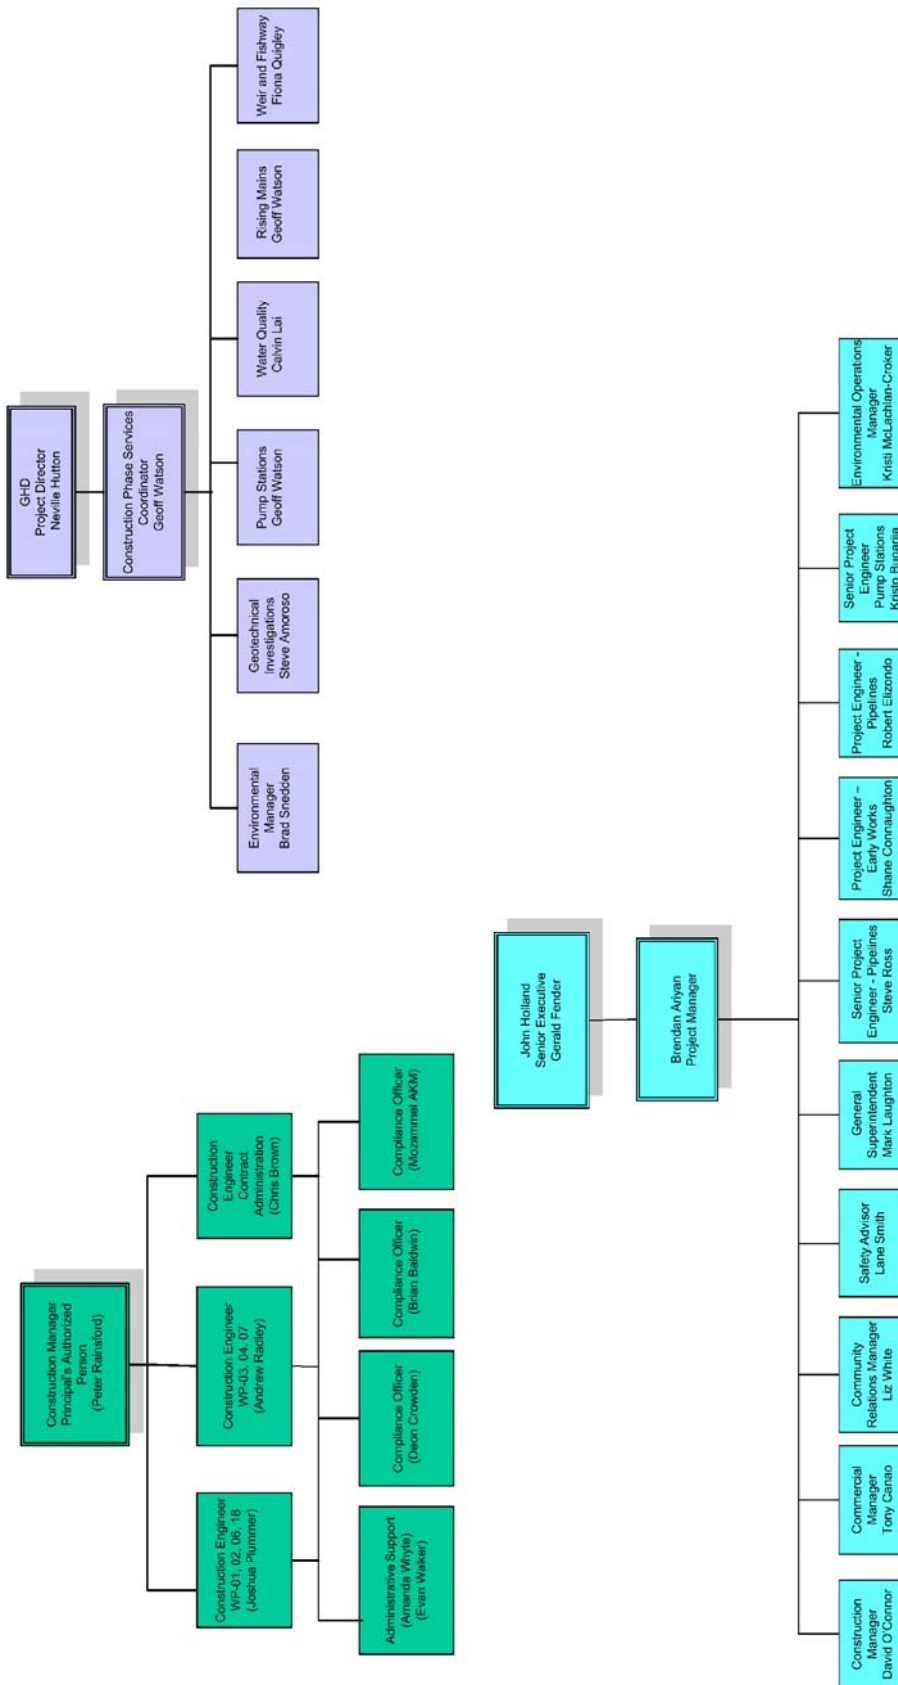 Construction Manager
Principal's Authorized
Person
(Peter Rainsford)
Construction Engineer
WP-01, 02. 06, 18
(Joshua Plummer)
Construction Engineer
WP-03, 04. 07
(Andrew Radley)
Construction
Engineer
Contract
Administration
(Chris Brown)
Administrative Support
(Amanda Whyte)
(Evan Walker)
Compliance Officer
(Deon Crowden)
Compliance Officer
(Brian Baldwin)
Compliance Officer
(Mozammel AKM)
GHD
Project Director
Neville Hutton
Construction Phase Services
Coordinator
Geoff Watson
Environmental
Manager
Brad Snedden
Geotechnical
Investigations
Steve Amoroso
Pump Stations
Geoff Watson
Water Quality
Calvin Lai
Rising Mains
Geoff Watson
Weir and Fishway
Fiona Quigley
John Holland
Senior Executive
Gerald Fender
Brendan Ariyan
Project Manager
Construction
Manager
David O'Connor
Commercial
Manager
Tony Canao
Community
Relations Manager
Liz White
Safety Advisor
Lane Smith
General
Superintendent
Mark Laughton
Senior Project
Engineer - Pipelines
Steve Ross
Project Engineer –
Early Works
Shane Connaughton
Project Engineer -
Pipelines
Robert Elizondo
Senior Project
Engineer
Pump Stations
Kristo
Environmental Operations
Manager
Kristi McLachlan-Croker